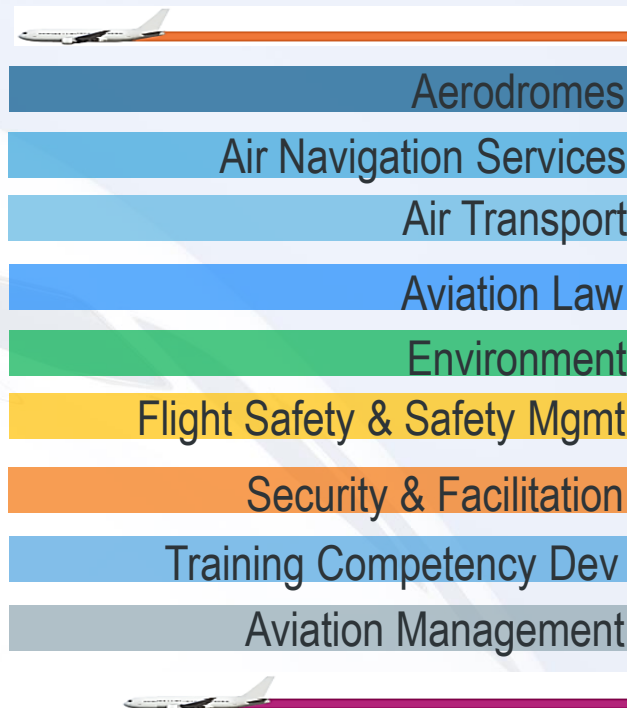 Aerodromes
Air Navigation Services
Air Transport
Aviation Law
Environment
Flight Safety & Safety Mgmt
Security & Facilitation
Training Competency Dev
Aviation Management